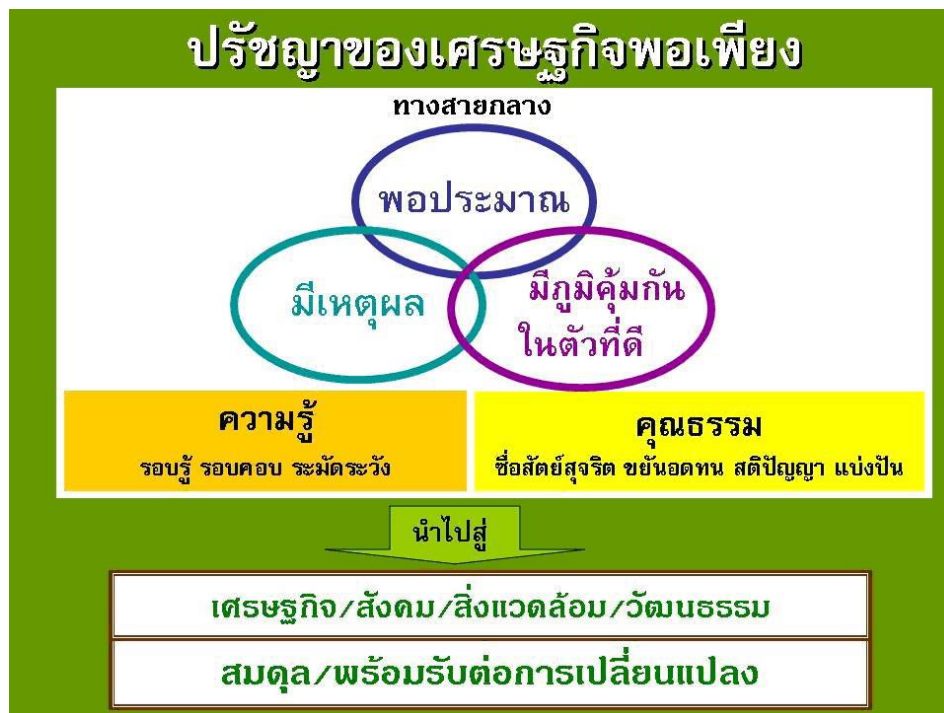 ปรัชญาของเศรษฐกิจพอเพียง
ทางสายกลาง
พอประมาณ
มีเหตุผล
มีภูมิคุ้มกัน
ในตัวที่ดี
ความรู้
รอบรู้ รอบคอบ ระมัดระวัง
คุณธรรม
ซื่อสัตย์สุจริต ขยันอดทน สติปัญญา แบ่งปัน
นำไปสู่
เศรษฐกิจ/สังคม/สิ่งแวดล้อม/วัฒนธรรม
สมดุล/พร้อมรับต่อการเปลี่ยนแปลง